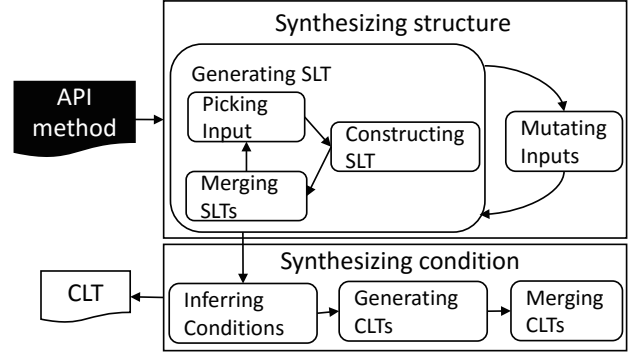 Synthesizing structure
Generating SLT
API
method
Picking
Input
Constructing
SLT
Merging
SLTs
Mutating
Inputs
Synthesizing condition
CLT
Inferring
Conditions
Generating
CLTs
Merging
CLTs